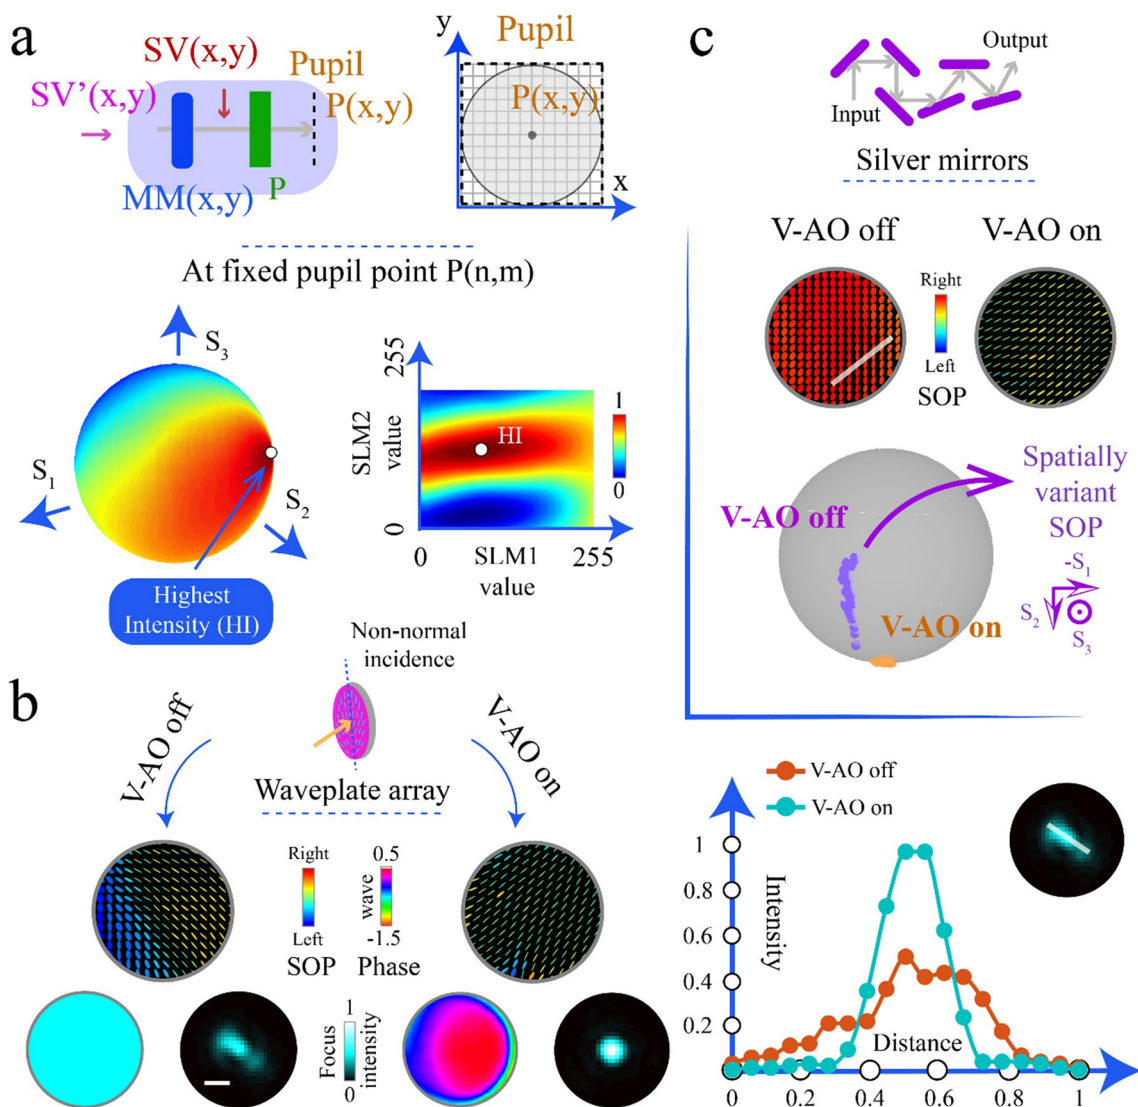 a
SV(x,y)
SV'(x,y)
Pupil
P(x,y)
MM(x,y)
P
y
Pupil
P(x,y)
x
At fixed pupil point P(n,m)
S3
S1
S2
Highest
Intensity (HI)
255
SLM2
value
0
HI
1
0
0
SLM1
value
255
b
Non-normal
incidence
V-AO off
V-AO on
Waveplate array
Right
Left
SOP
0.5
wave
-1.5
Phase
1
Focus
intensity
0
c
Output
Input
Silver mirrors
V-AO off
V-AO on
Right
Left
SOP
V-AO off
Spatially
variant
SOP
V-AO on
-S1
S2
S3
V-AO off
V-AO on
1
0.8
0.6
0.4
0.2
Intensity
Distance
0
0.2
0.4
0.6
0.8
1